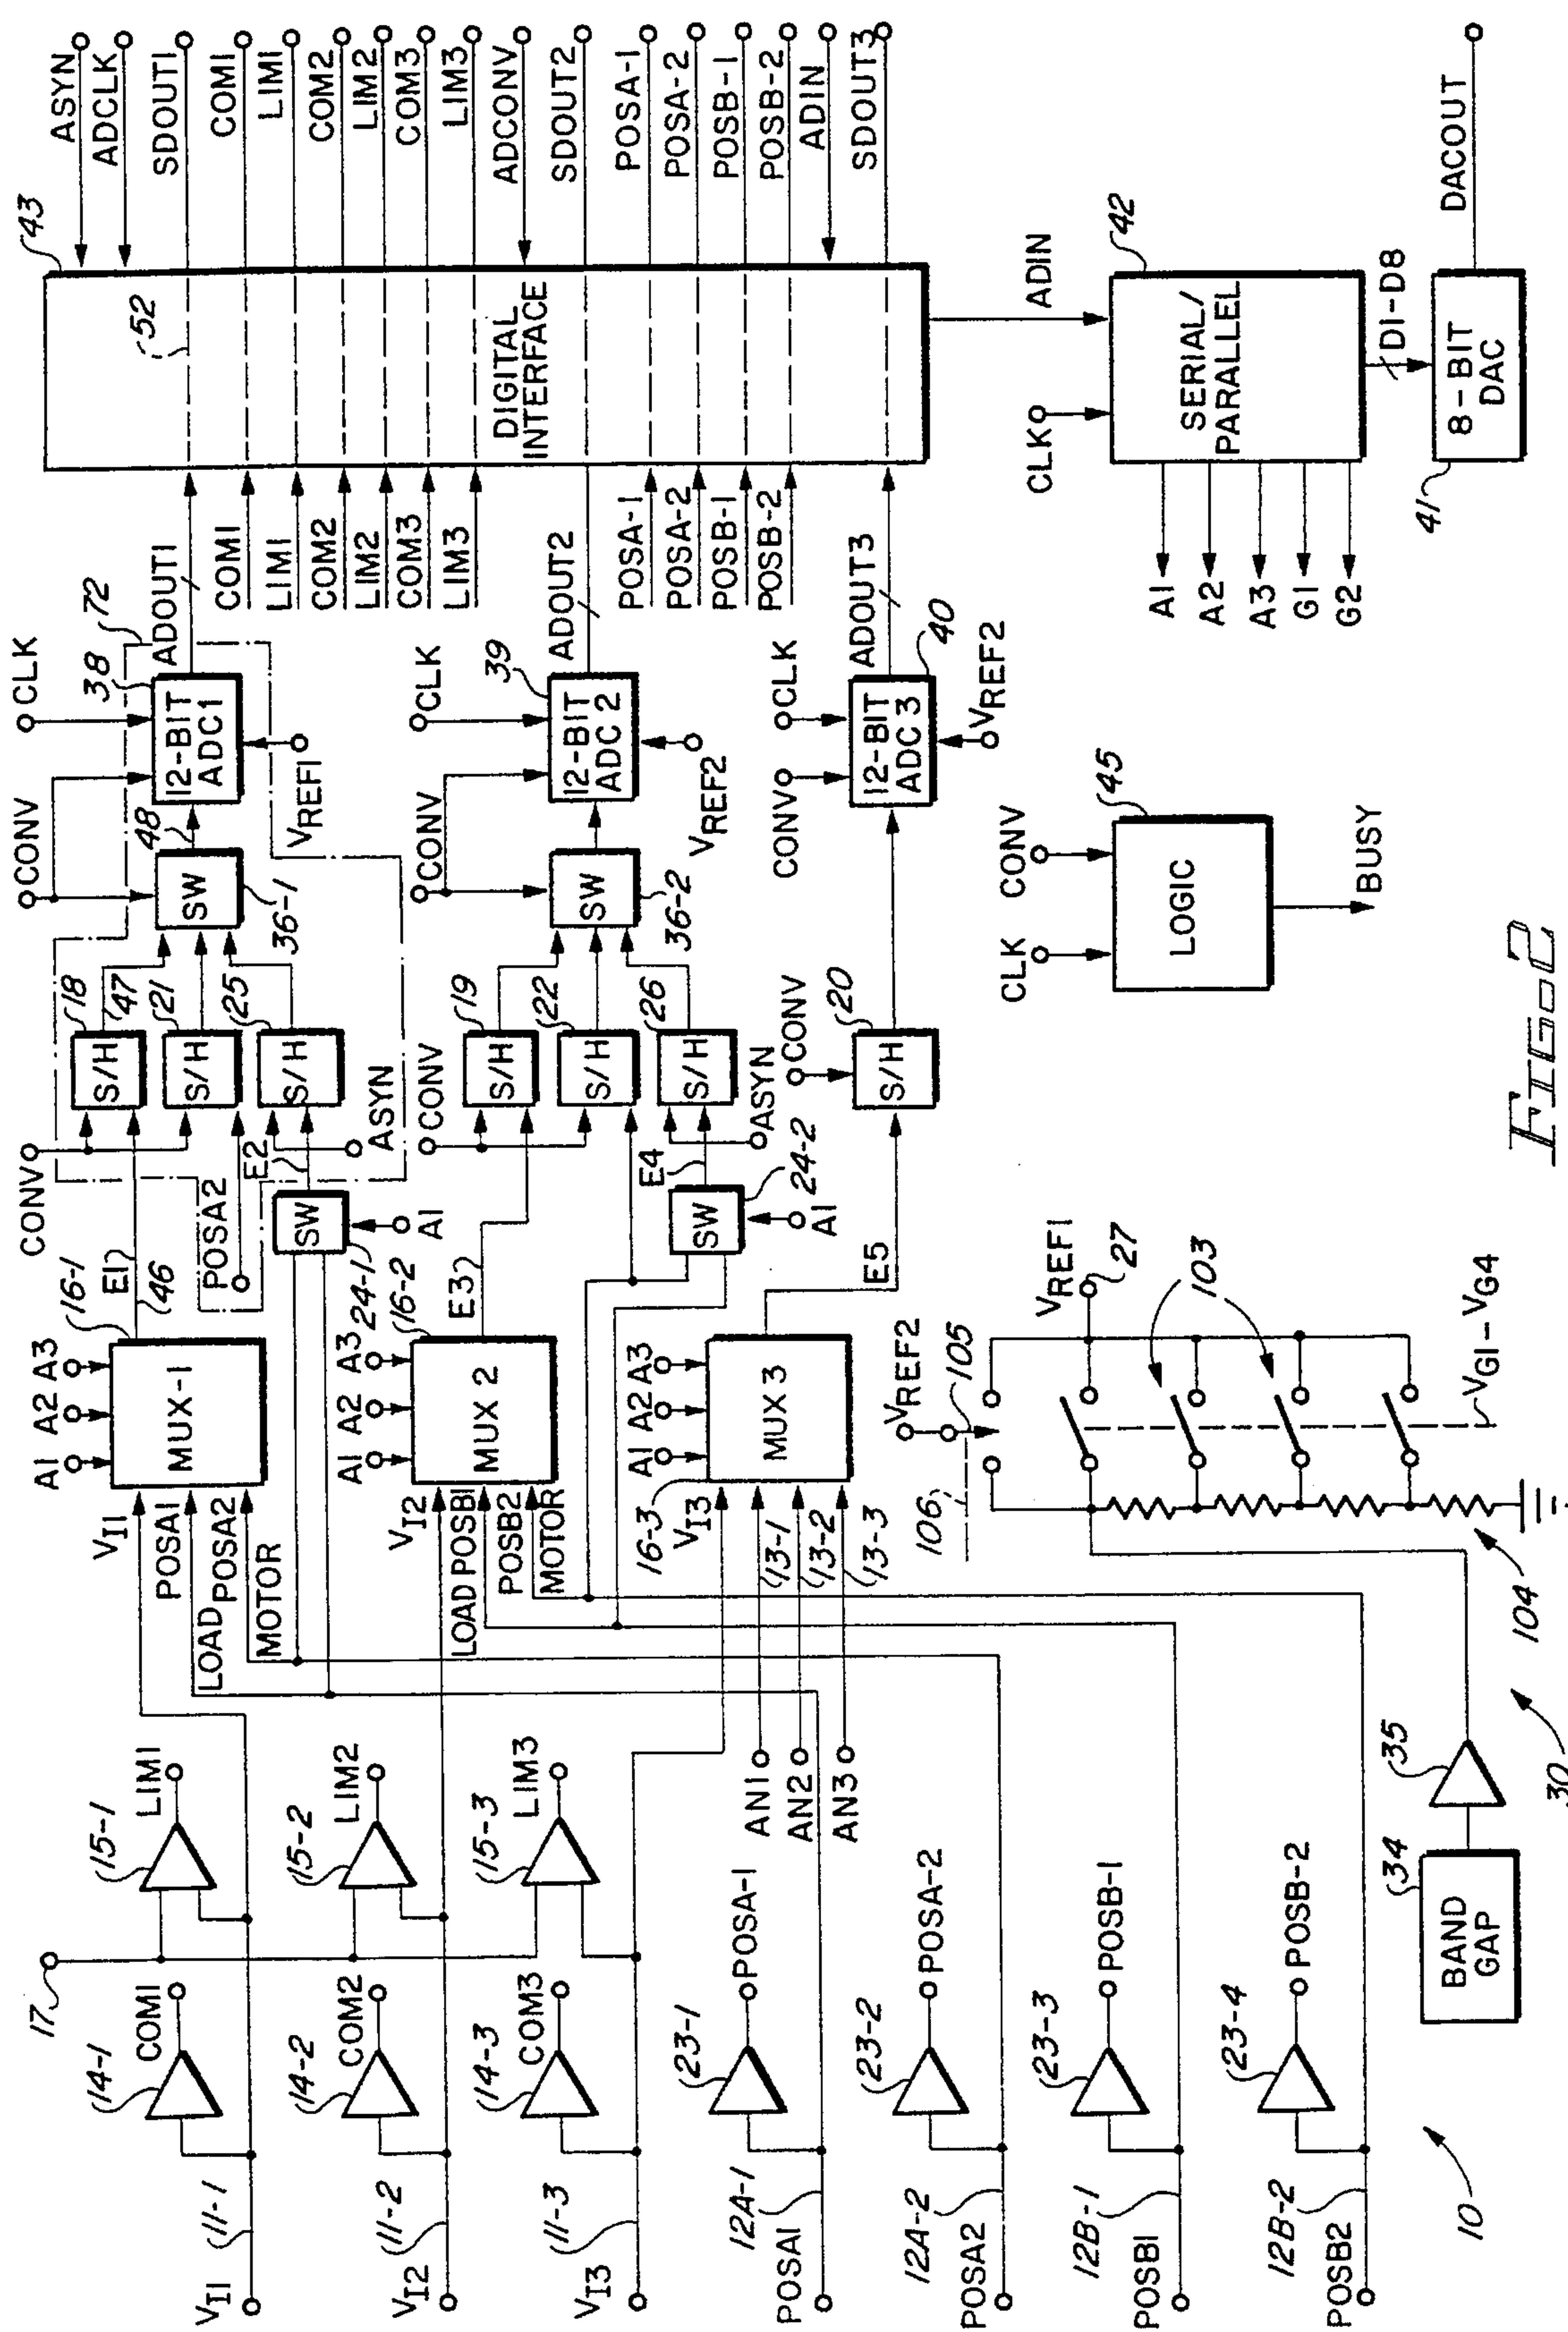 17
14-1
COM1
15-1
LIM1
11-1
VI1
14-2
COM2
15-2
LIM2
11-2
VI2
14-3
COM3
15-3
LIM3
11-3
VI3
23-1
POSA-1
12A-1
POSA1
23-2
POSA-2
12A-2
POSA2
23-3
POSB-1
12B-1
POSB1
23-4
POSB-2
12B-2
POSB2
10
AN1
AN2
AN3
13-1
13-2
13-3
BAND
GAP
34
35
30
VI1
POSA1
LOAD
POSA2
MOTOR
A1
A2
A3
16-1
MUX-1
VI2
LOAD POSB1
POSB2
MOTOR
A1
A2
A3
16-2
MUX 2
16-3
VI3
A1
A2
A3
MUX 3
E1
46
CONV
POSA2
24-1
SW
A1
E2
ASYN
18
S/H
47
21
S/H
25
S/H
E3
CONV
19
S/H
22
S/H
26
S/H
E4
SW
24-2
A1
ASYN
E5
CONV
20
S/H
CONV
CLK
SW
36-1
48
38
12-BIT
ADC1
VREF1
72
ADOUT1
CONV
CLK
SW
36-2
39
12-BIT
ADC 2
VREF2
ADOUT2
CONV
CLK
12-BIT
ADC 3
40
VREF2
ADOUT3
COM1
LIM1
COM2
LIM2
COM3
LIM3
POSA-1
POSA-2
POSB-1
POSB-2
43
52
DIGITAL
INTERFACE
ASYN
ADCLK
SDOUT1
COM1
LIM1
COM2
LIM2
COM3
LIM3
ADCONV
SDOUT2
POSA-1
POSA-2
POSB-1
POSB-2
ADIN
SDOUT3
VREF2
105
106
VREF1
27
103
VG1-VG4
104
CLK
CONV
LOGIC
45
BUSY
CLK
ADIN
SERIAL/
PARALLEL
42
A1
A2
A3
G1
G2
D1-D8
8-BIT
DAC
41
DACOUT
FIG-2